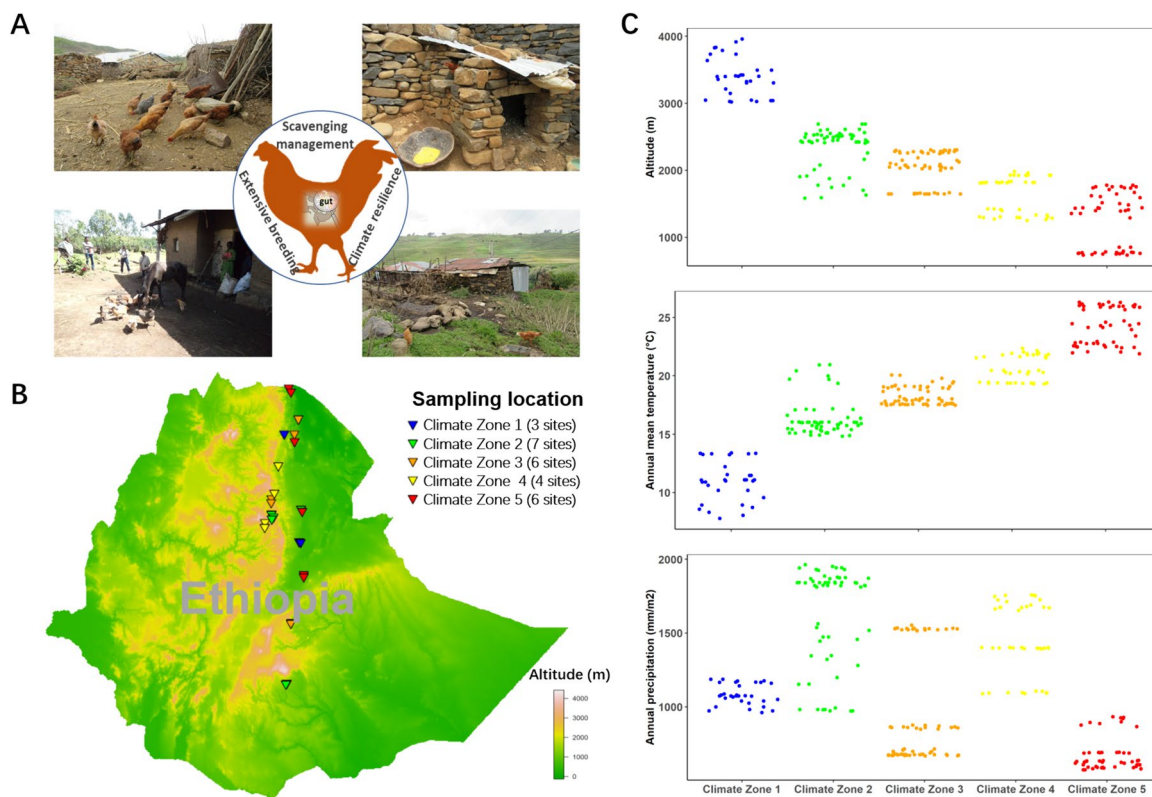 A
Scavenging
management
Extensive breeding
gut
Climate resilience
B
Sampling location
Climate Zone 1 (3 sites)
Climate Zone 2 (7 sites)
Climate Zone 3 (6 sites)
Climate Zone 4 (4 sites)
Climate Zone 5 (6 sites)
Ethiopia
Altitude (m)
4000
3000
2000
1000
0
C
Altitude (m)
4000
3000
2000
1000
Annual mean temperature (°C)
25
20
15
10
Annual precipitation (mm/m2)
2000
1500
1000
Climate Zone 1 Climate Zone 2 Climate Zone 3 Climate Zone 4 Climate Zone 5